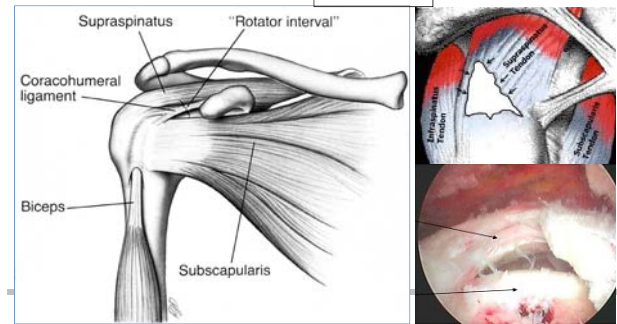 Supraspinatus
"Rotator interval"
Coracohumeral
ligament
Biceps
Subscapularis
Supraspinatus
Tendon
Infraspinatus
Tendon
Subscapularis
Tendon